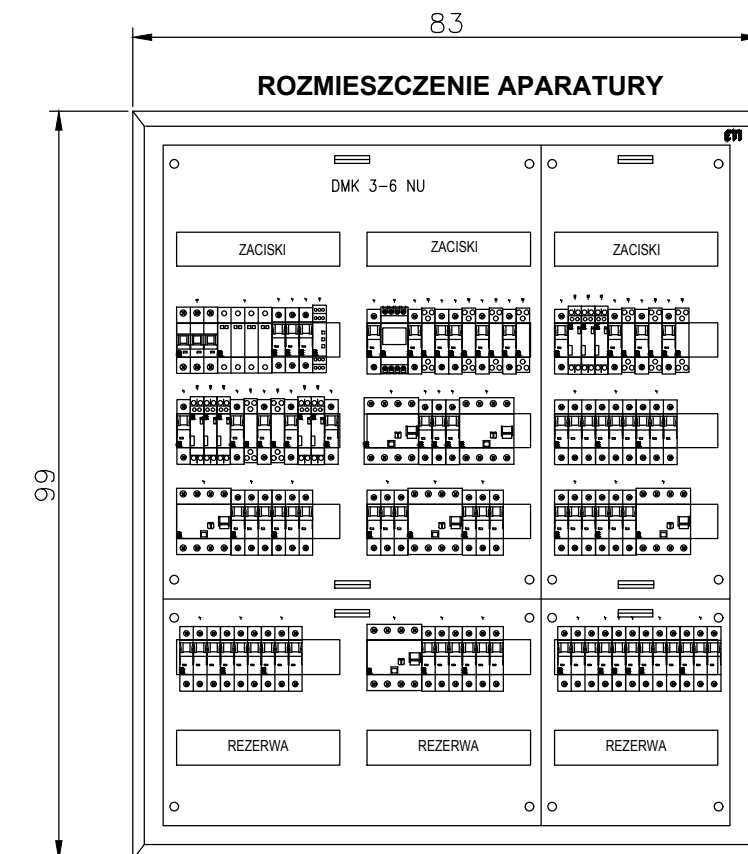 83
ROZMIESZCZENIE APARATURY
DMK 3-6 NU
ZACISKI
ZACISKI
ZACISKI
99
REZERWA
REZERWA
REZERWA